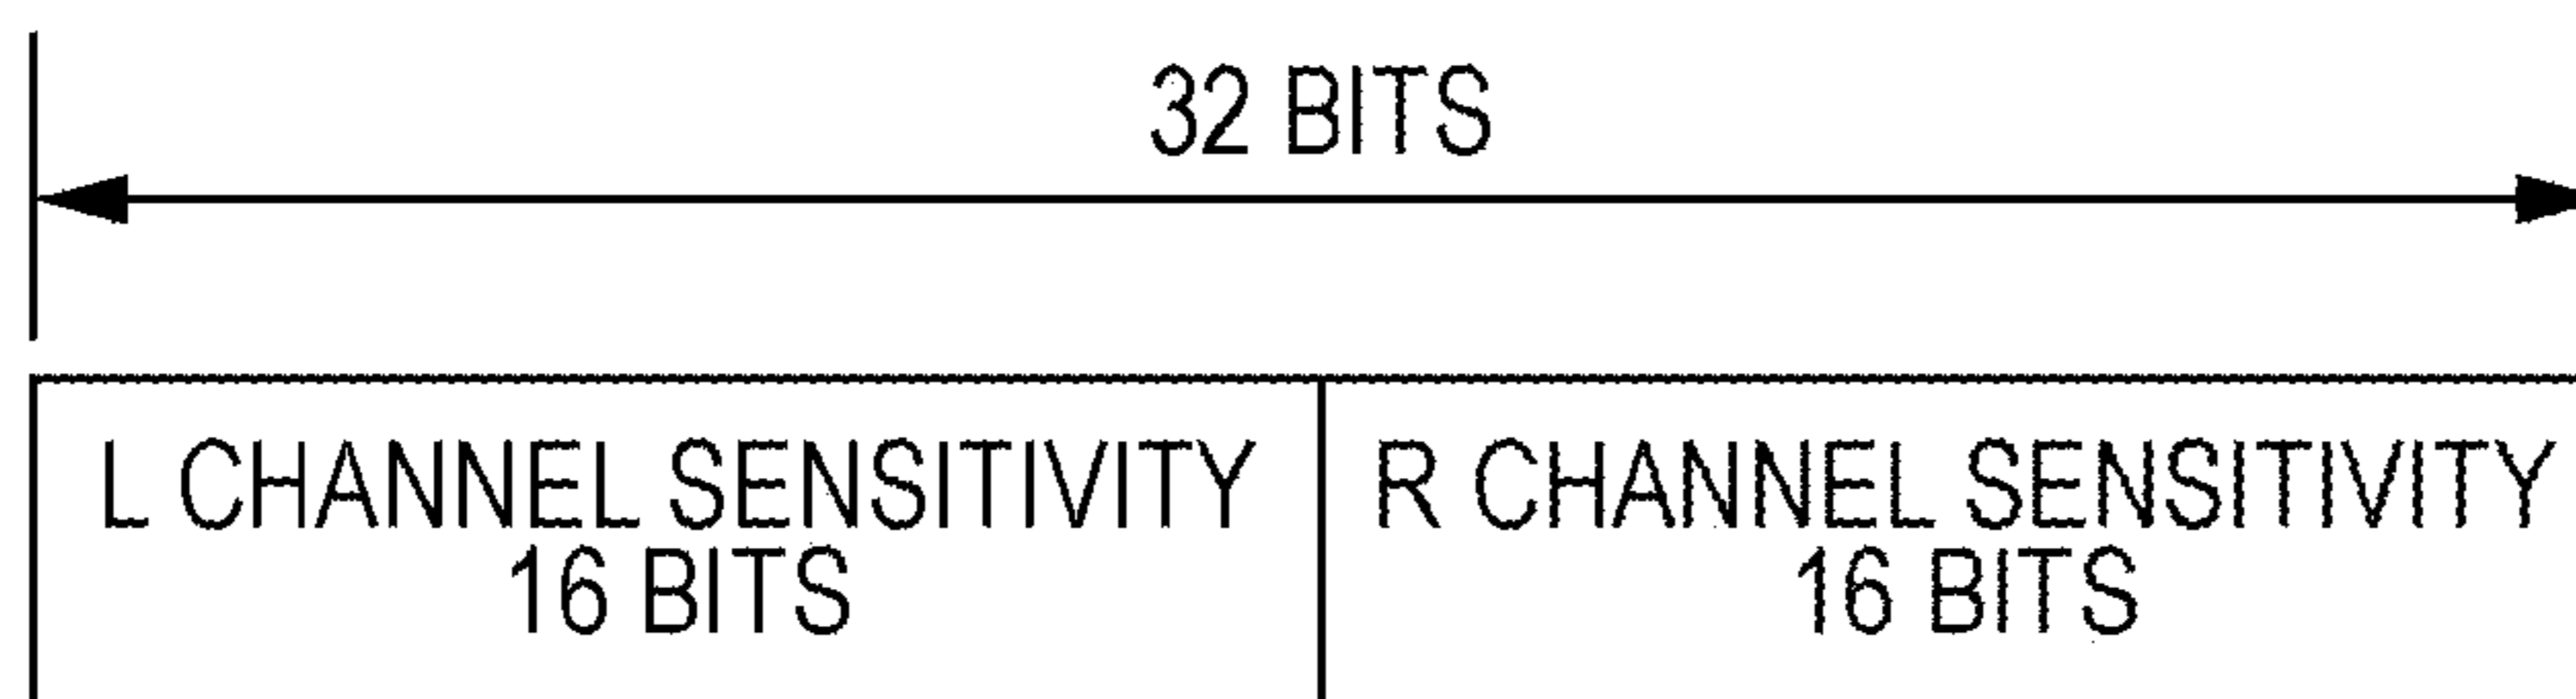 32 BITS
L CHANNEL SENSITIVITY
16 BITS
R CHANNEL SENSITIVITY
16 BITS